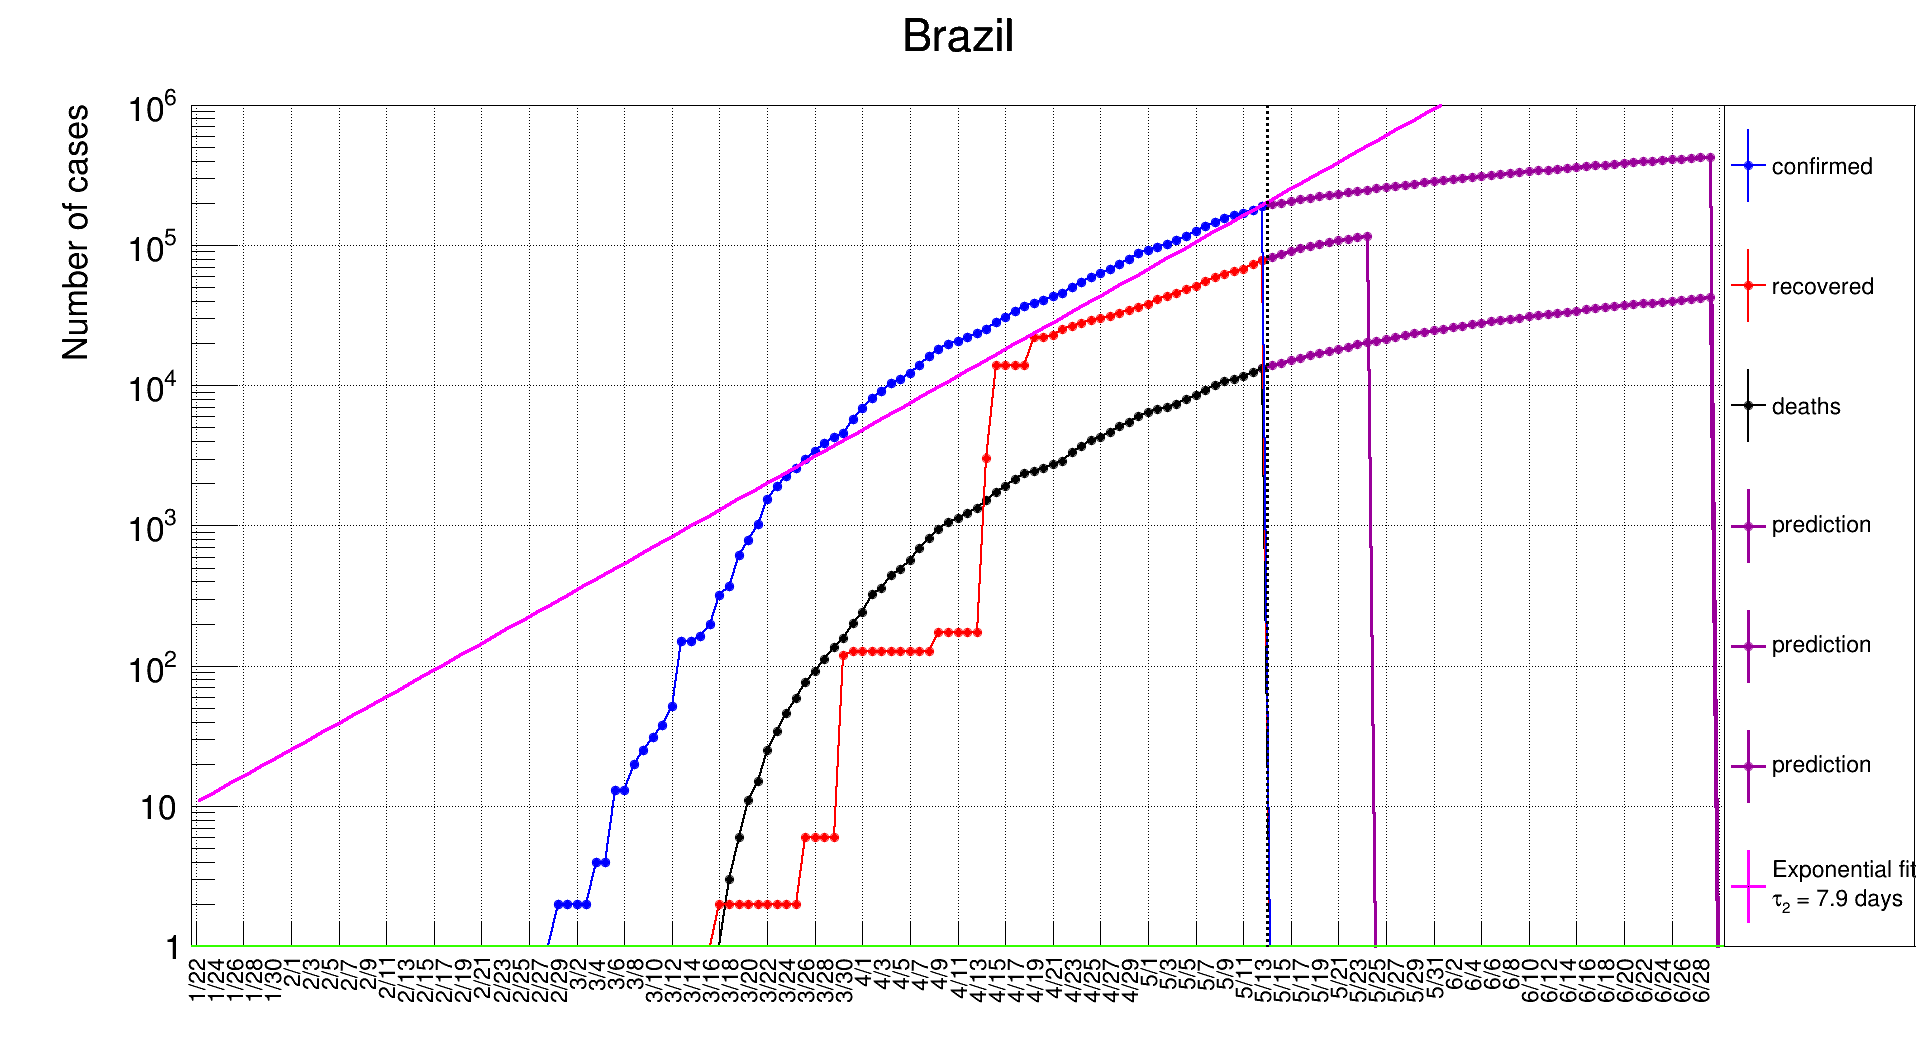 Brazil
Number of cases
10^6
10^5
10^4
10^3
10^2
10
1
1/22 1/24 1/26 1/28 1/30 2/1 2/3 2/5 2/7 2/9 2/11 2/13 2/15 2/17 2/19 2/21 2/23 2/25 2/27 2/29 3/2 3/4 3/6 3/8 3/10 3/12 3/14 3/16 3/18 3/20 3/22 3/24 3/26 3/28 3/30 4/1 4/3 4/5 4/7 4/9 4/11 4/13 4/15 4/17 4/19 4/21 4/23 4/25 4/27 4/29 5/1 5/3 5/5 5/7 5/9 5/11 5/13 5/15 5/17 5/19 5/21 5/23 5/25 5/27 5/29 5/31 6/2 6/4 6/6 6/8 6/10 6/12 6/14 6/16 6/18 6/20 6/22 6/24 6/26 6/28
confirmed
recovered
deaths
prediction
prediction
prediction
Exponential fit
τ₂ = 7.9 days